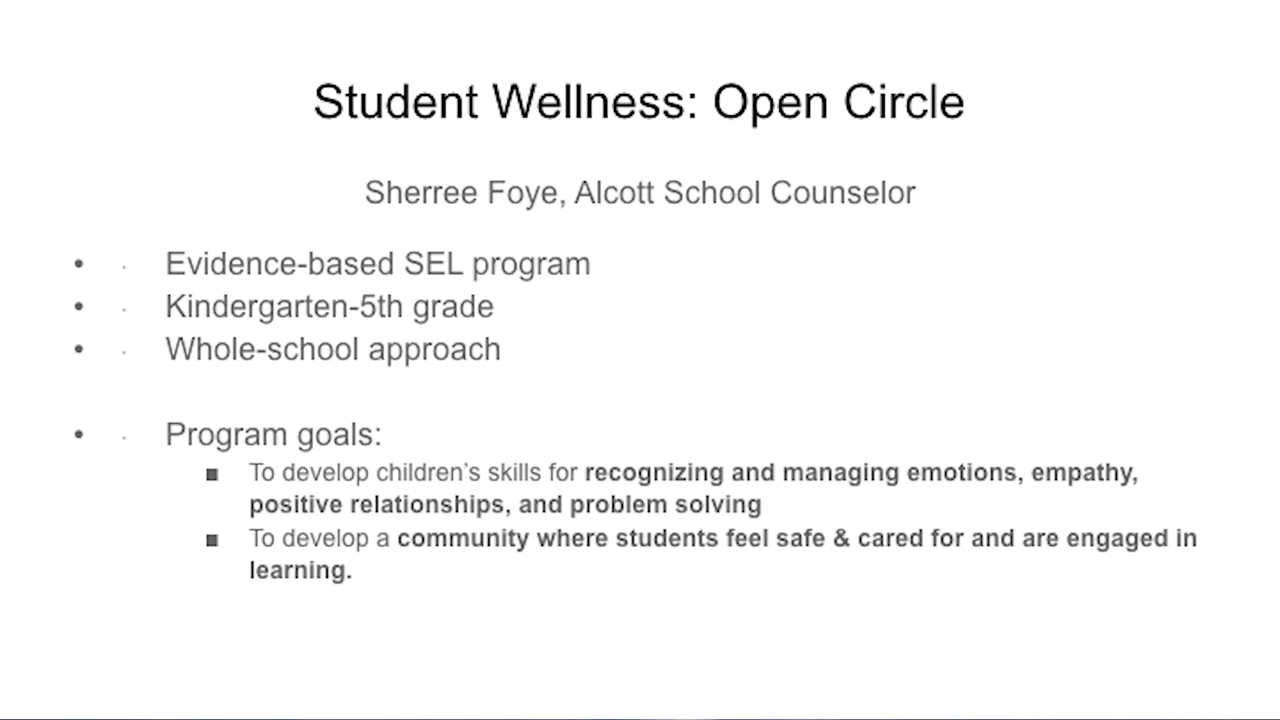 Student Wellness: Open Circle
Sherree Foye, Alcott School Counselor
• · Evidence-based SEL program
• · Kindergarten-5th grade
• · Whole-school approach
• · Program goals:
■ To develop children’s skills for recognizing and managing emotions, empathy,
positive relationships, and problem solving
■ To develop a community where students feel safe & cared for and are engaged in
learning.